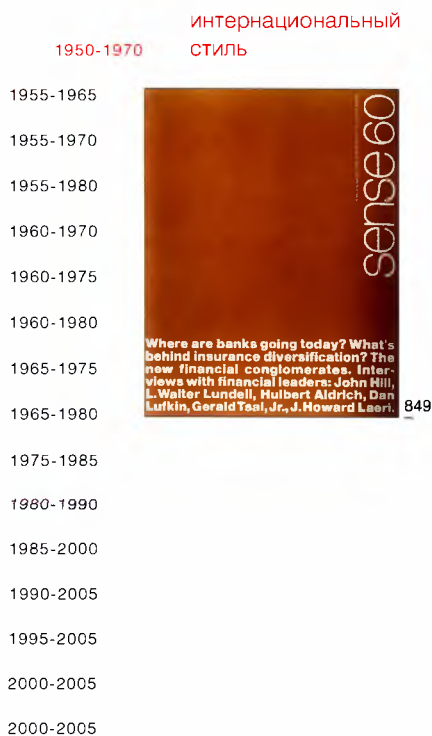 интернациональный
1950-1970 стиль
1955-1965
1955-1970
1955-1980
1960-1970
1960-1975
1960-1980
1965-1975
1965-1980
1975-1985
1980-1990
1985-2000
1990-2005
1995-2005
2000-2005
2000-2005
sense 60
Where are banks going today? What's
behind insurance diversification? The
new financial conglomerates. Inter-
views with financial leaders: John Hill,
L. Walter Lundell, Hulbert Aldrich, Dan
Lufkin, Gerald Tsai, Jr., J. Howard Laeri.
849